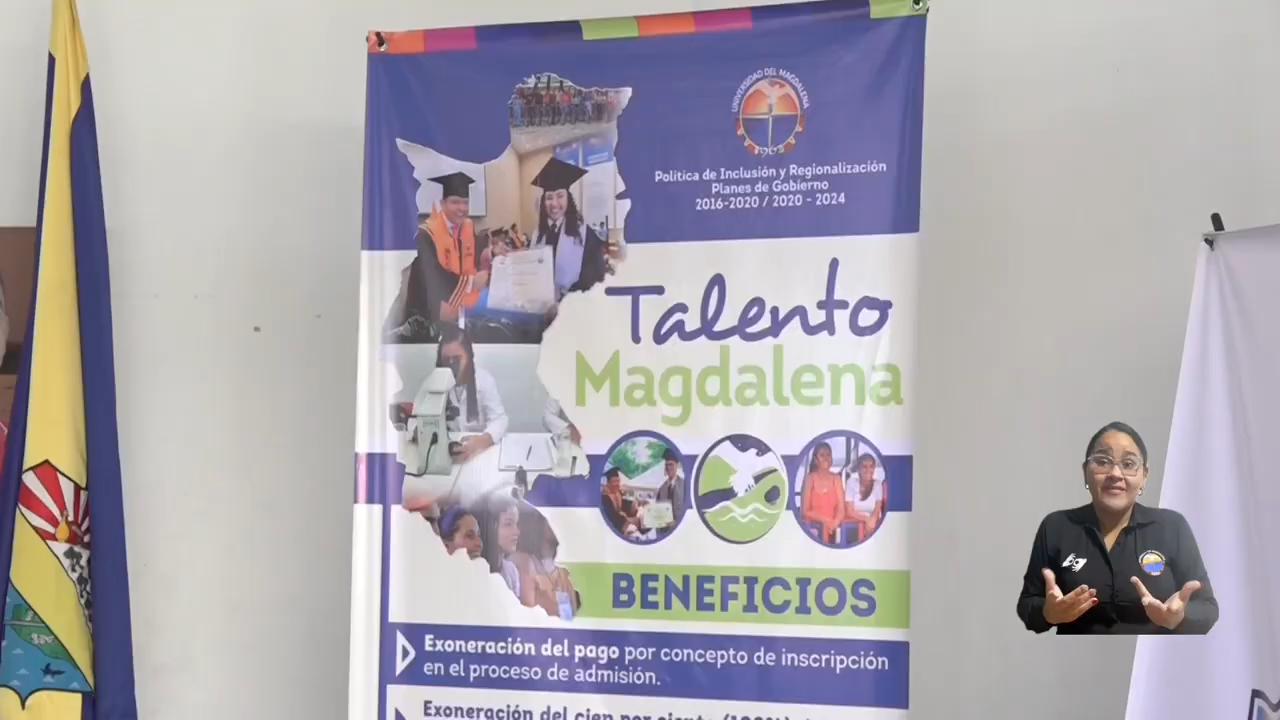 UNIVERSIDAD DEL MAGDALENA
Política de Inclusión y Regionalización
Planes de Gobierno
2016-2020 / 2020 - 2024
Talento
Magdalena
BENEFICIOS
Exoneración del pago por concepto de inscripción
en el proceso de admisión.
Exoneración del cien por ciento (100%)